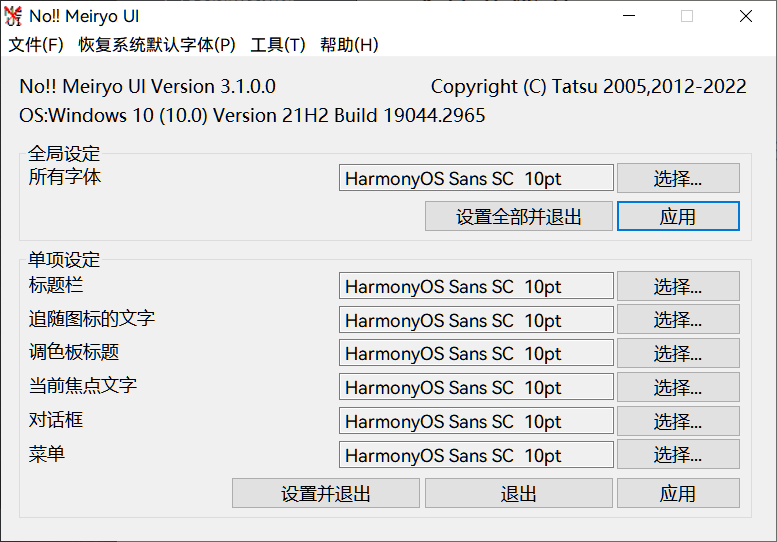 No!! Meiryo UI
文件(F) 恢复系统默认字体(P) 工具(T) 帮助(H)
No!! Meiryo UI Version 3.1.0.0 Copyright (C) Tatsu 2005,2012-2022
OS:Windows 10 (10.0) Version 21H2 Build 19044.2965
全局设定
所有字体 HarmonyOS Sans SC 10pt 选择...
设置全部并退出 应用
单项设定
标题栏 HarmonyOS Sans SC 10pt 选择...
追随图标的文字 HarmonyOS Sans SC 10pt 选择...
调色板标题 HarmonyOS Sans SC 10pt 选择...
当前焦点文字 HarmonyOS Sans SC 10pt 选择...
对话框 HarmonyOS Sans SC 10pt 选择...
菜单 HarmonyOS Sans SC 10pt 选择...
设置并退出 退出 应用